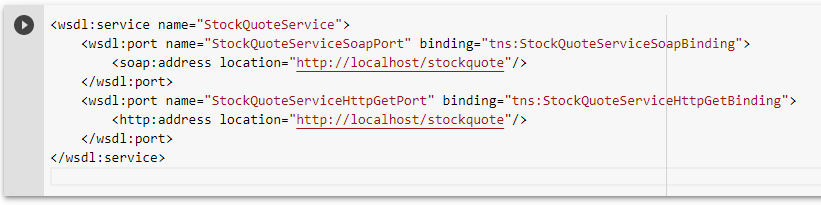 <wsdl:service name="StockQuoteService">
    <wsdl:port name="StockQuoteServiceSoapPort" binding="tns:StockQuoteServiceSoapBinding">
        <soap:address location="http://localhost/stockquote"/>
    </wsdl:port>
    <wsdl:port name="StockQuoteServiceHttpGetPort" binding="tns:StockQuoteServiceHttpGetBinding">
        <http:address location="http://localhost/stockquote"/>
    </wsdl:port>
</wsdl:service>